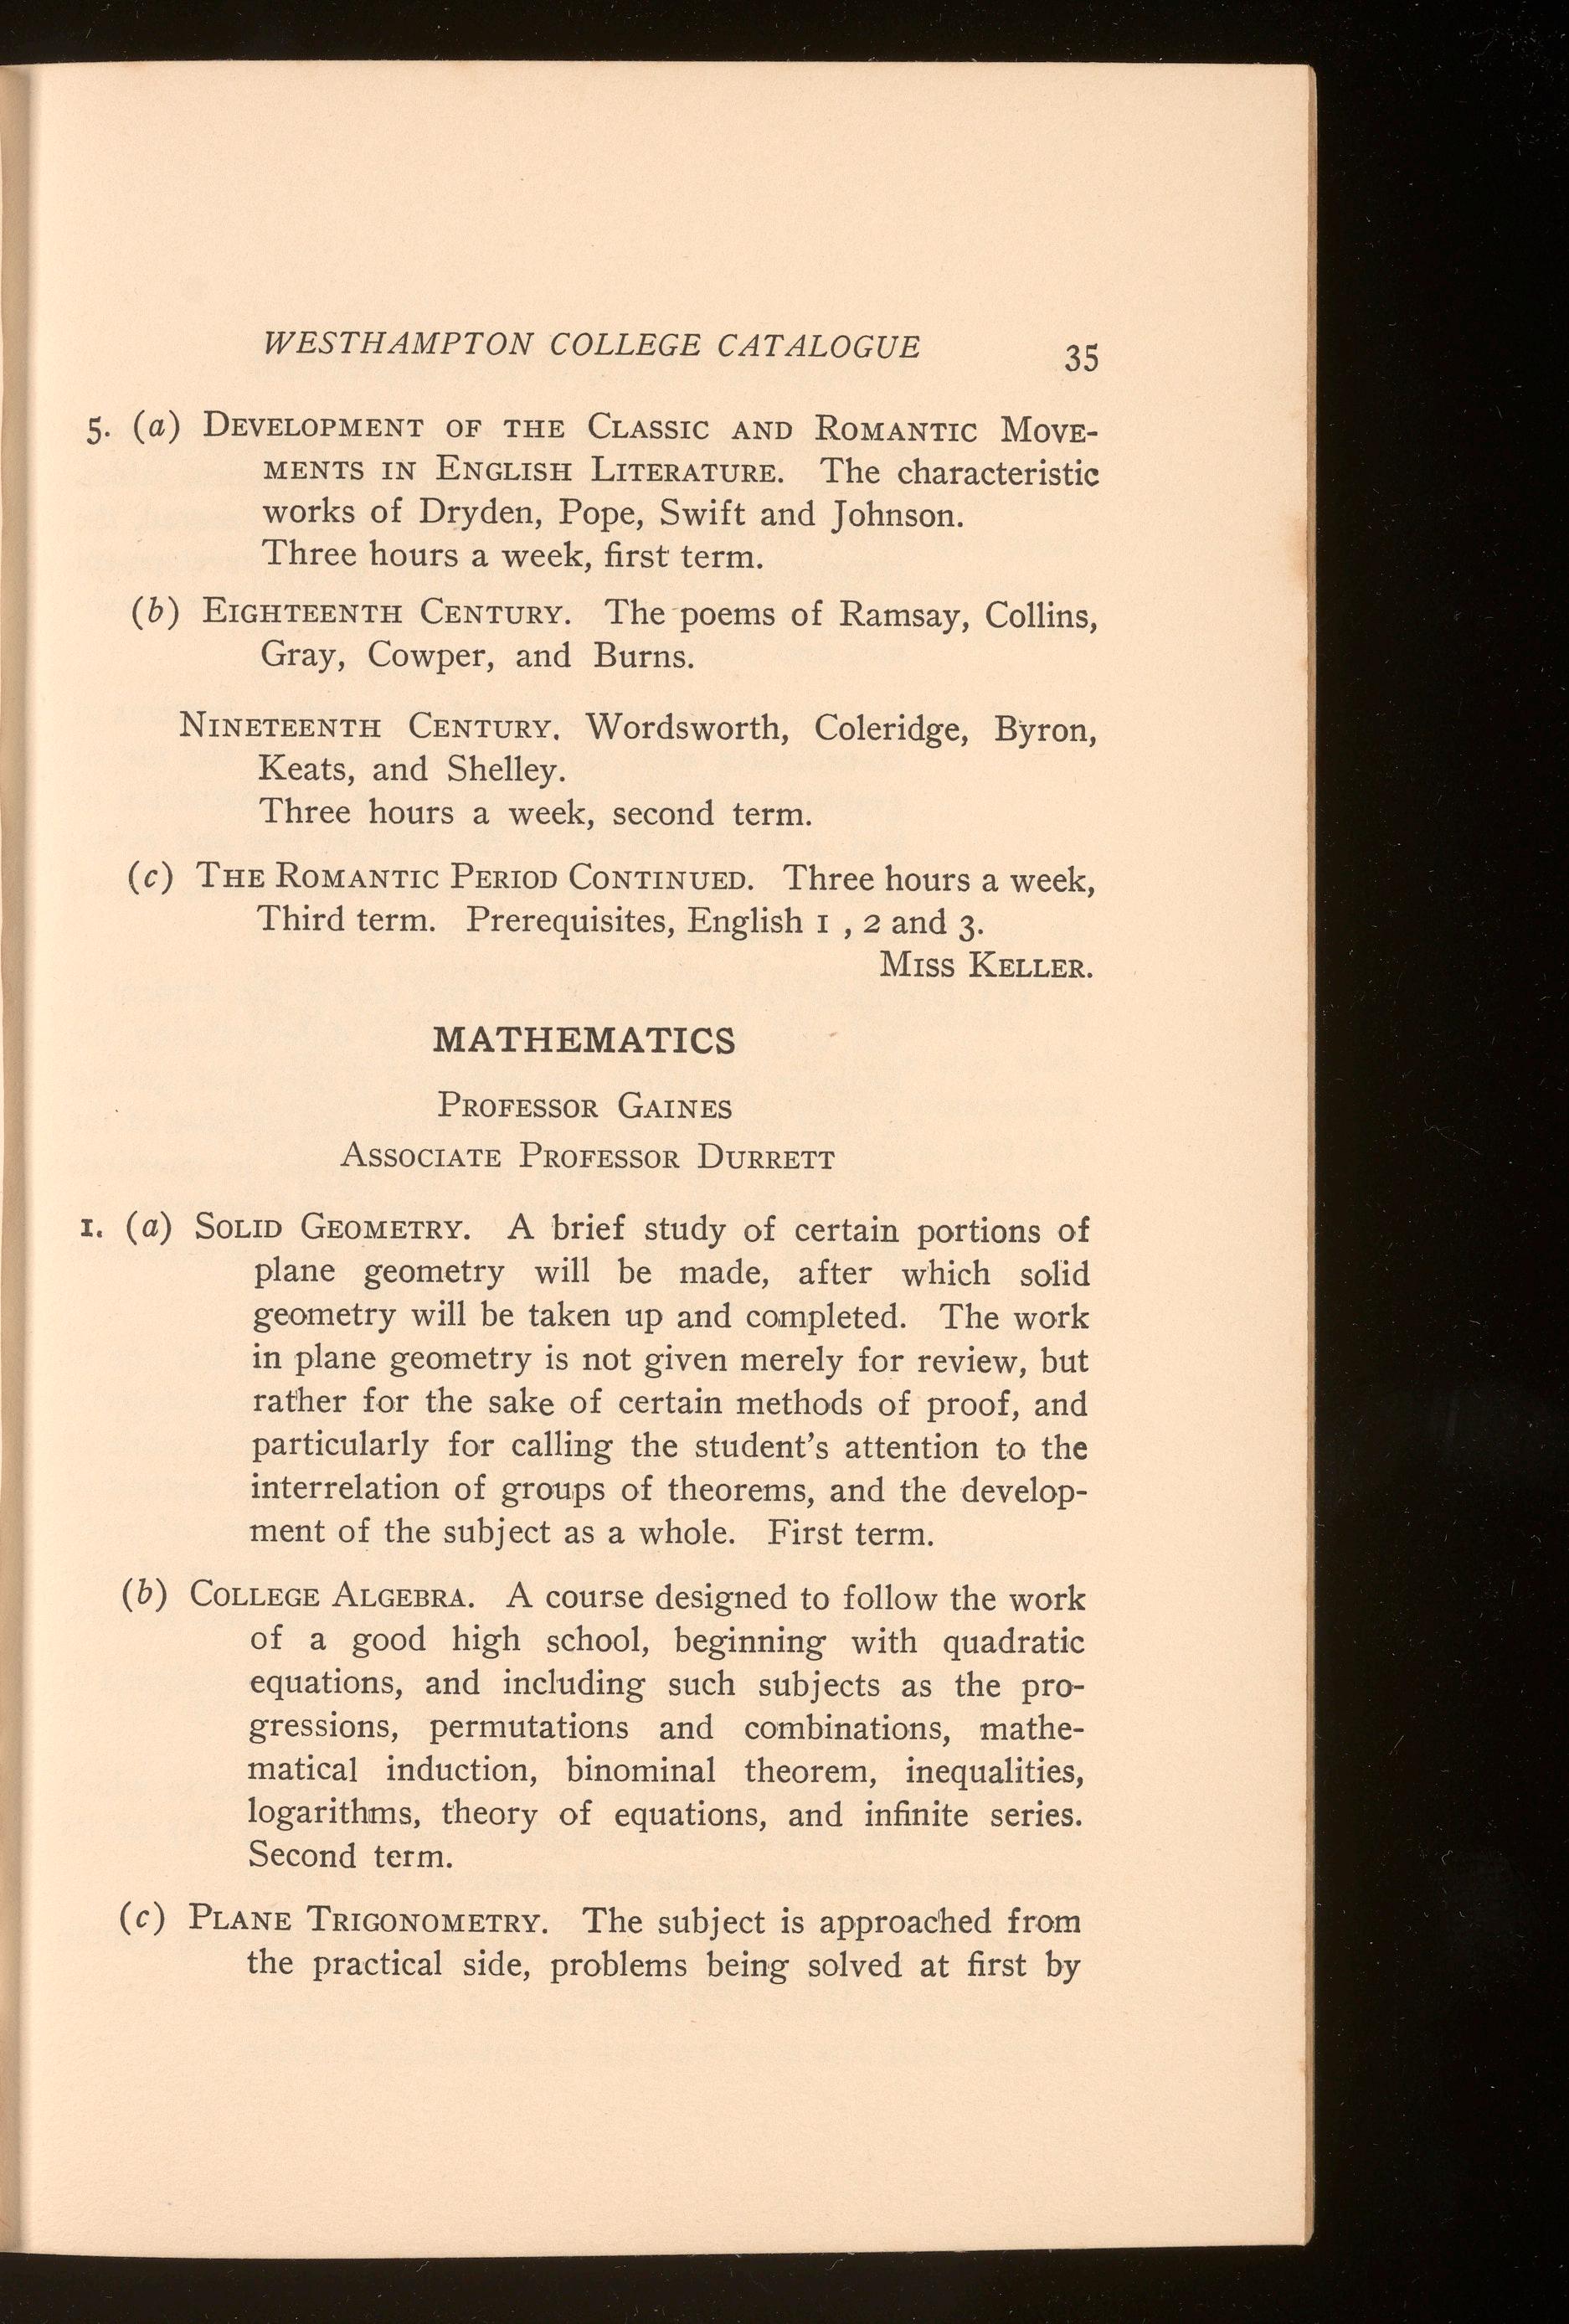 WESTHAMPTON COLLEGE CATALOGUE 35
5. (a) DEVELOPMENT OF THE CLASSIC AND ROMANTIC MOVE-
MENTS IN ENGLISH LITERATURE. The characteristic
works of Dryden, Pope, Swift and Johnson.
Three hours a week, first term.
(b) EIGHTEENTH CENTURY. The poems of Ramsay, Collins,
Gray, Cowper, and Burns.
NINETEENTH CENTURY. Wordsworth, Coleridge, Byron,
Keats, and Shelley.
Three hours a week, second term.
(c) THE ROMANTIC PERIOD CONTINUED. Three hours a week,
Third term. Prerequisites, English 1 , 2 and 3.
MISS KELLER.
MATHEMATICS
PROFESSOR GAINES
ASSOCIATE PROFESSOR DURRETT
1. (a) SOLID GEOMETRY. A brief study of certain portions of
plane geometry will be made, after which solid
geometry will be taken up and completed. The work
in plane geometry is not given merely for review, but
rather for the sake of certain methods of proof, and
particularly for calling the student's attention to the
interrelation of groups of theorems, and the develop-
ment of the subject as a whole. First term.
(b) COLLEGE ALGEBRA. A course designed to follow the work
of a good high school, beginning with quadratic
equations, and including such subjects as the pro-
gressions, permutations and combinations, mathe-
matical induction, binominal theorem, inequalities,
logarithms, theory of equations, and infinite series.
Second term.
(c) PLANE TRIGONOMETRY. The subject is approached from
the practical side, problems being solved at first by